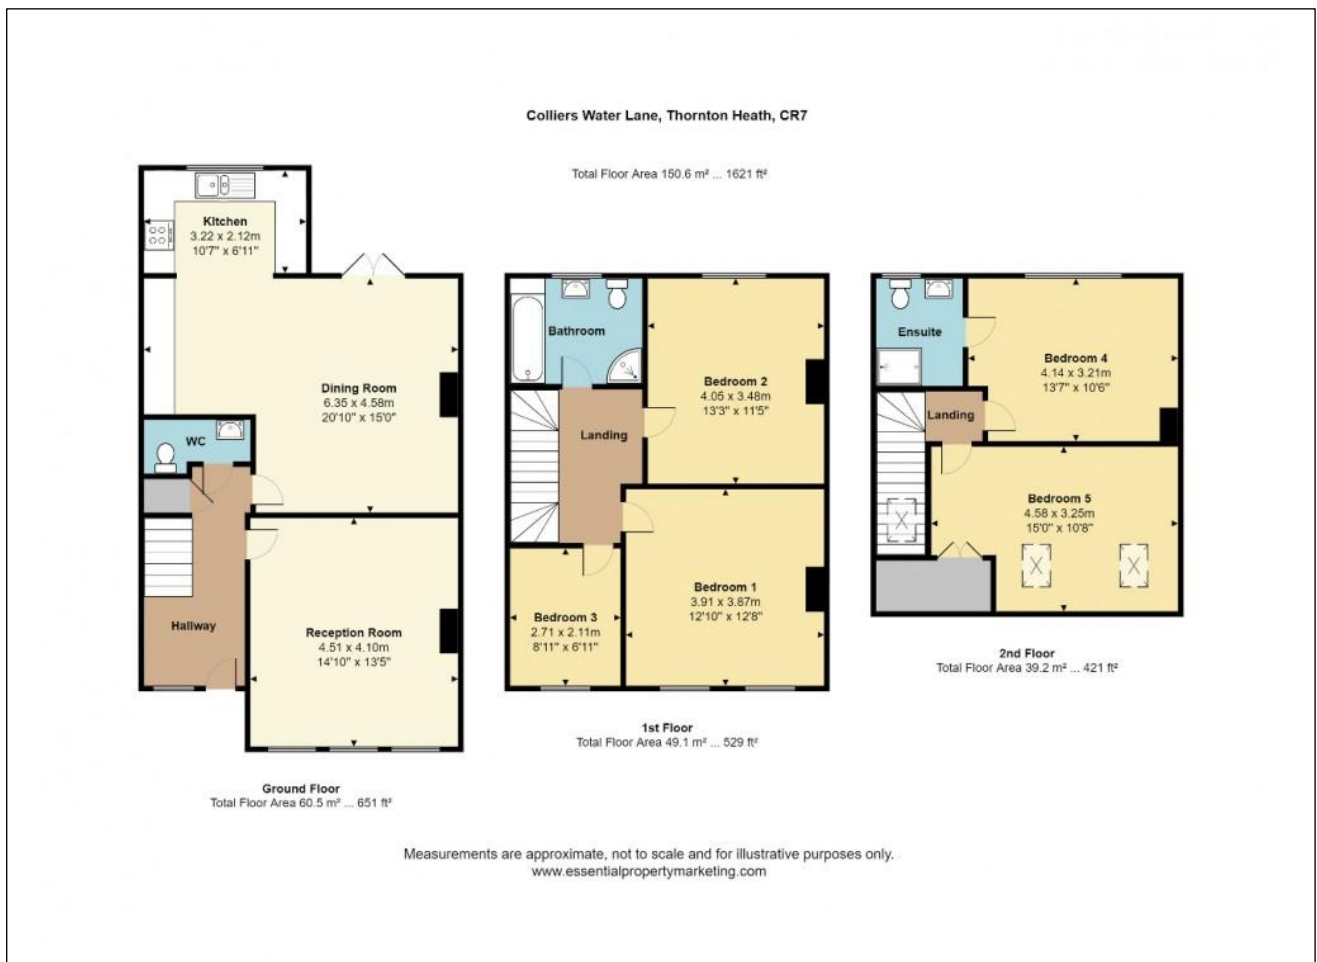 Colliers Water Lane, Thornton Heath, CR7
Total Floor Area 150.6 m² ... 1621 ft²
Kitchen
3.22 x 2.12m
10'7" x 6'11"
Dining Room
6.35 x 4.58m
20'10" x 15'0"
WC
Hallway
Reception Room
4.51 x 4.10m
14'10" x 13'5"
Ground Floor
Total Floor Area 60.5 m² ... 651 ft²
Bathroom
Bedroom 2
4.05 x 3.48m
13'3" x 11'5"
Landing
Bedroom 1
3.91 x 3.87m
12'10" x 12'8"
Bedroom 3
2.71 x 2.11m
8'11" x 6'11"
1st Floor
Total Floor Area 49.1 m² ... 529 ft²
Ensuite
Bedroom 4
4.14 x 3.21m
13'7" x 10'6"
Landing
Bedroom 5
4.58 x 3.25m
15'0" x 10'8"
2nd Floor
Total Floor Area 39.2 m² ... 421 ft²
Measurements are approximate, not to scale and for illustrative purposes only.
www.essentialpropertymarketing.com